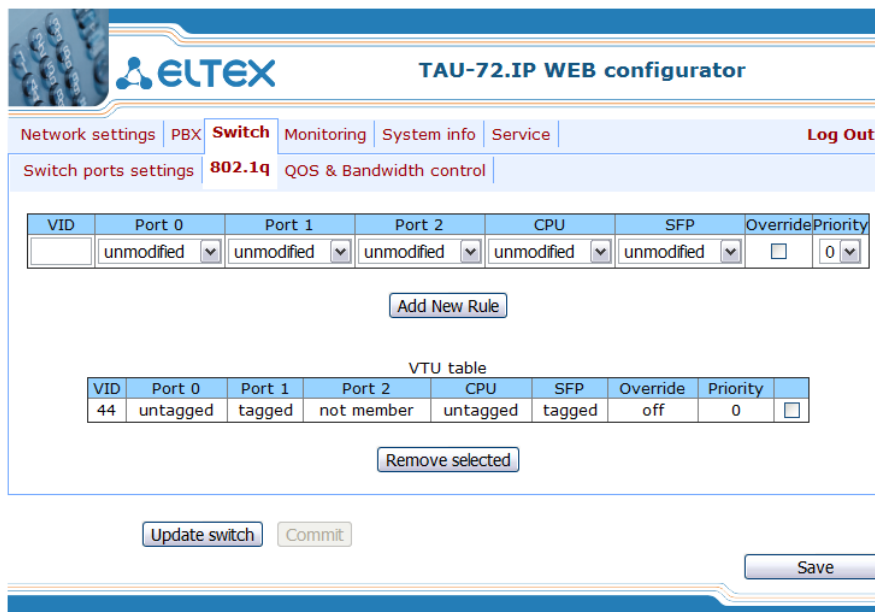 ELTEX TAU-72.IP WEB configurator
Network settings PBX Switch Monitoring System info Service Log Out
Switch ports settings 802.1q QOS & Bandwidth control
VID Port 0 Port 1 Port 2 CPU SFP Override Priority
unmodified unmodified unmodified unmodified unmodified 0
Add New Rule
VTU table
VID Port 0 Port 1 Port 2 CPU SFP Override Priority
44 untagged tagged not member untagged tagged off 0
Remove selected
Update switch Commit
Save